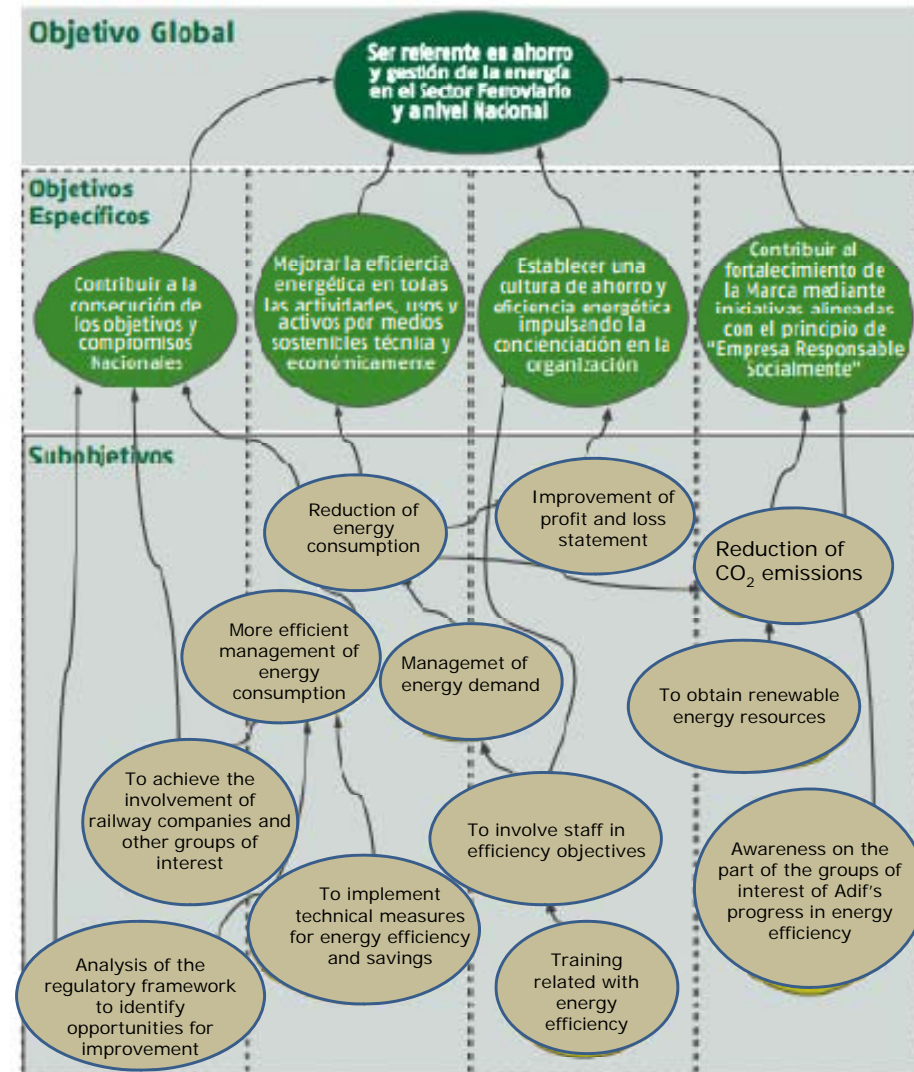 Objetivo Global
Ser referente en ahorro
y gestión de la energía
en el Sector Ferroviario
y a nivel Nacional
Objetivos
Específicos
Contribuir a la
consecución de
los objetivos y
compromisos
Nacionales
Mejorar la eficiencia
energética en todas
las actividades, usos y
activos por medios
sostenibles técnica y
económicamente
Establecer una
cultura de ahorro y
eficiencia energética
impulsando la
concienciación en la
organización
Contribuir al
fortalecimiento de
la Marca mediante
iniciativas alineadas
con el principio de
"Empresa Responsable
Socialmente"
Subobjetivos
Reduction of
energy
consumption
Improvement of
profit and loss
statement
Reduction of
CO₂ emissions
More efficient
management of
energy
consumption
Managemet of
energy demand
To obtain renewable
energy resources
To achieve the
involvement of
railway companies and
other groups of
interest
To involve staff in
efficiency objectives
Awareness on the
part of the groups of
interest of Adif's
progress in energy
efficiency
To implement
technical measures
for energy efficiency
and savings
Analysis of the
regulatory framework
to identify
opportunities for
improvement
Training
related with
energy
efficiency